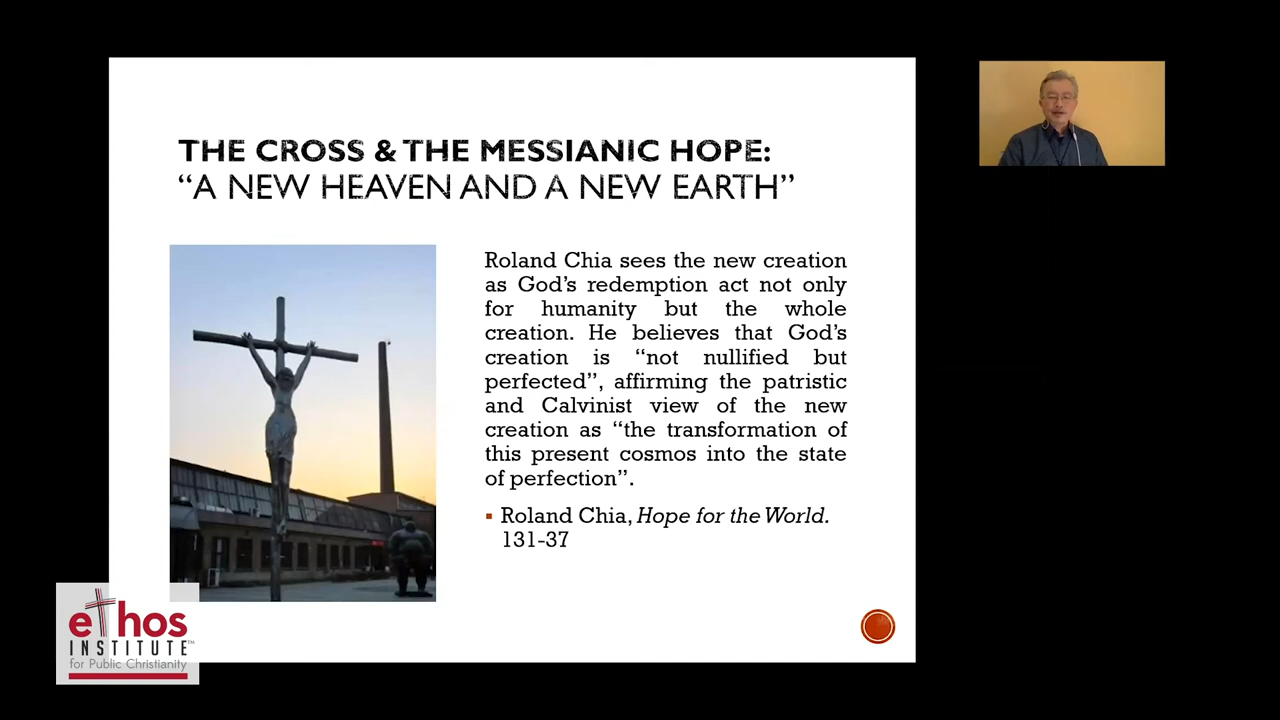 THE CROSS & THE MESSIANIC HOPE:
“A NEW HEAVEN AND A NEW EARTH”
Roland Chia sees the new creation
as God’s redemption act not only
for humanity but the whole
creation. He believes that God’s
creation is “not nullified but
perfected”, affirming the patristic
and Calvinist view of the new
creation as “the transformation of
this present cosmos into the state
of perfection”.
▪ Roland Chia, Hope for the World.
131-37
ethos
INSTITUTE™
for Public Christianity